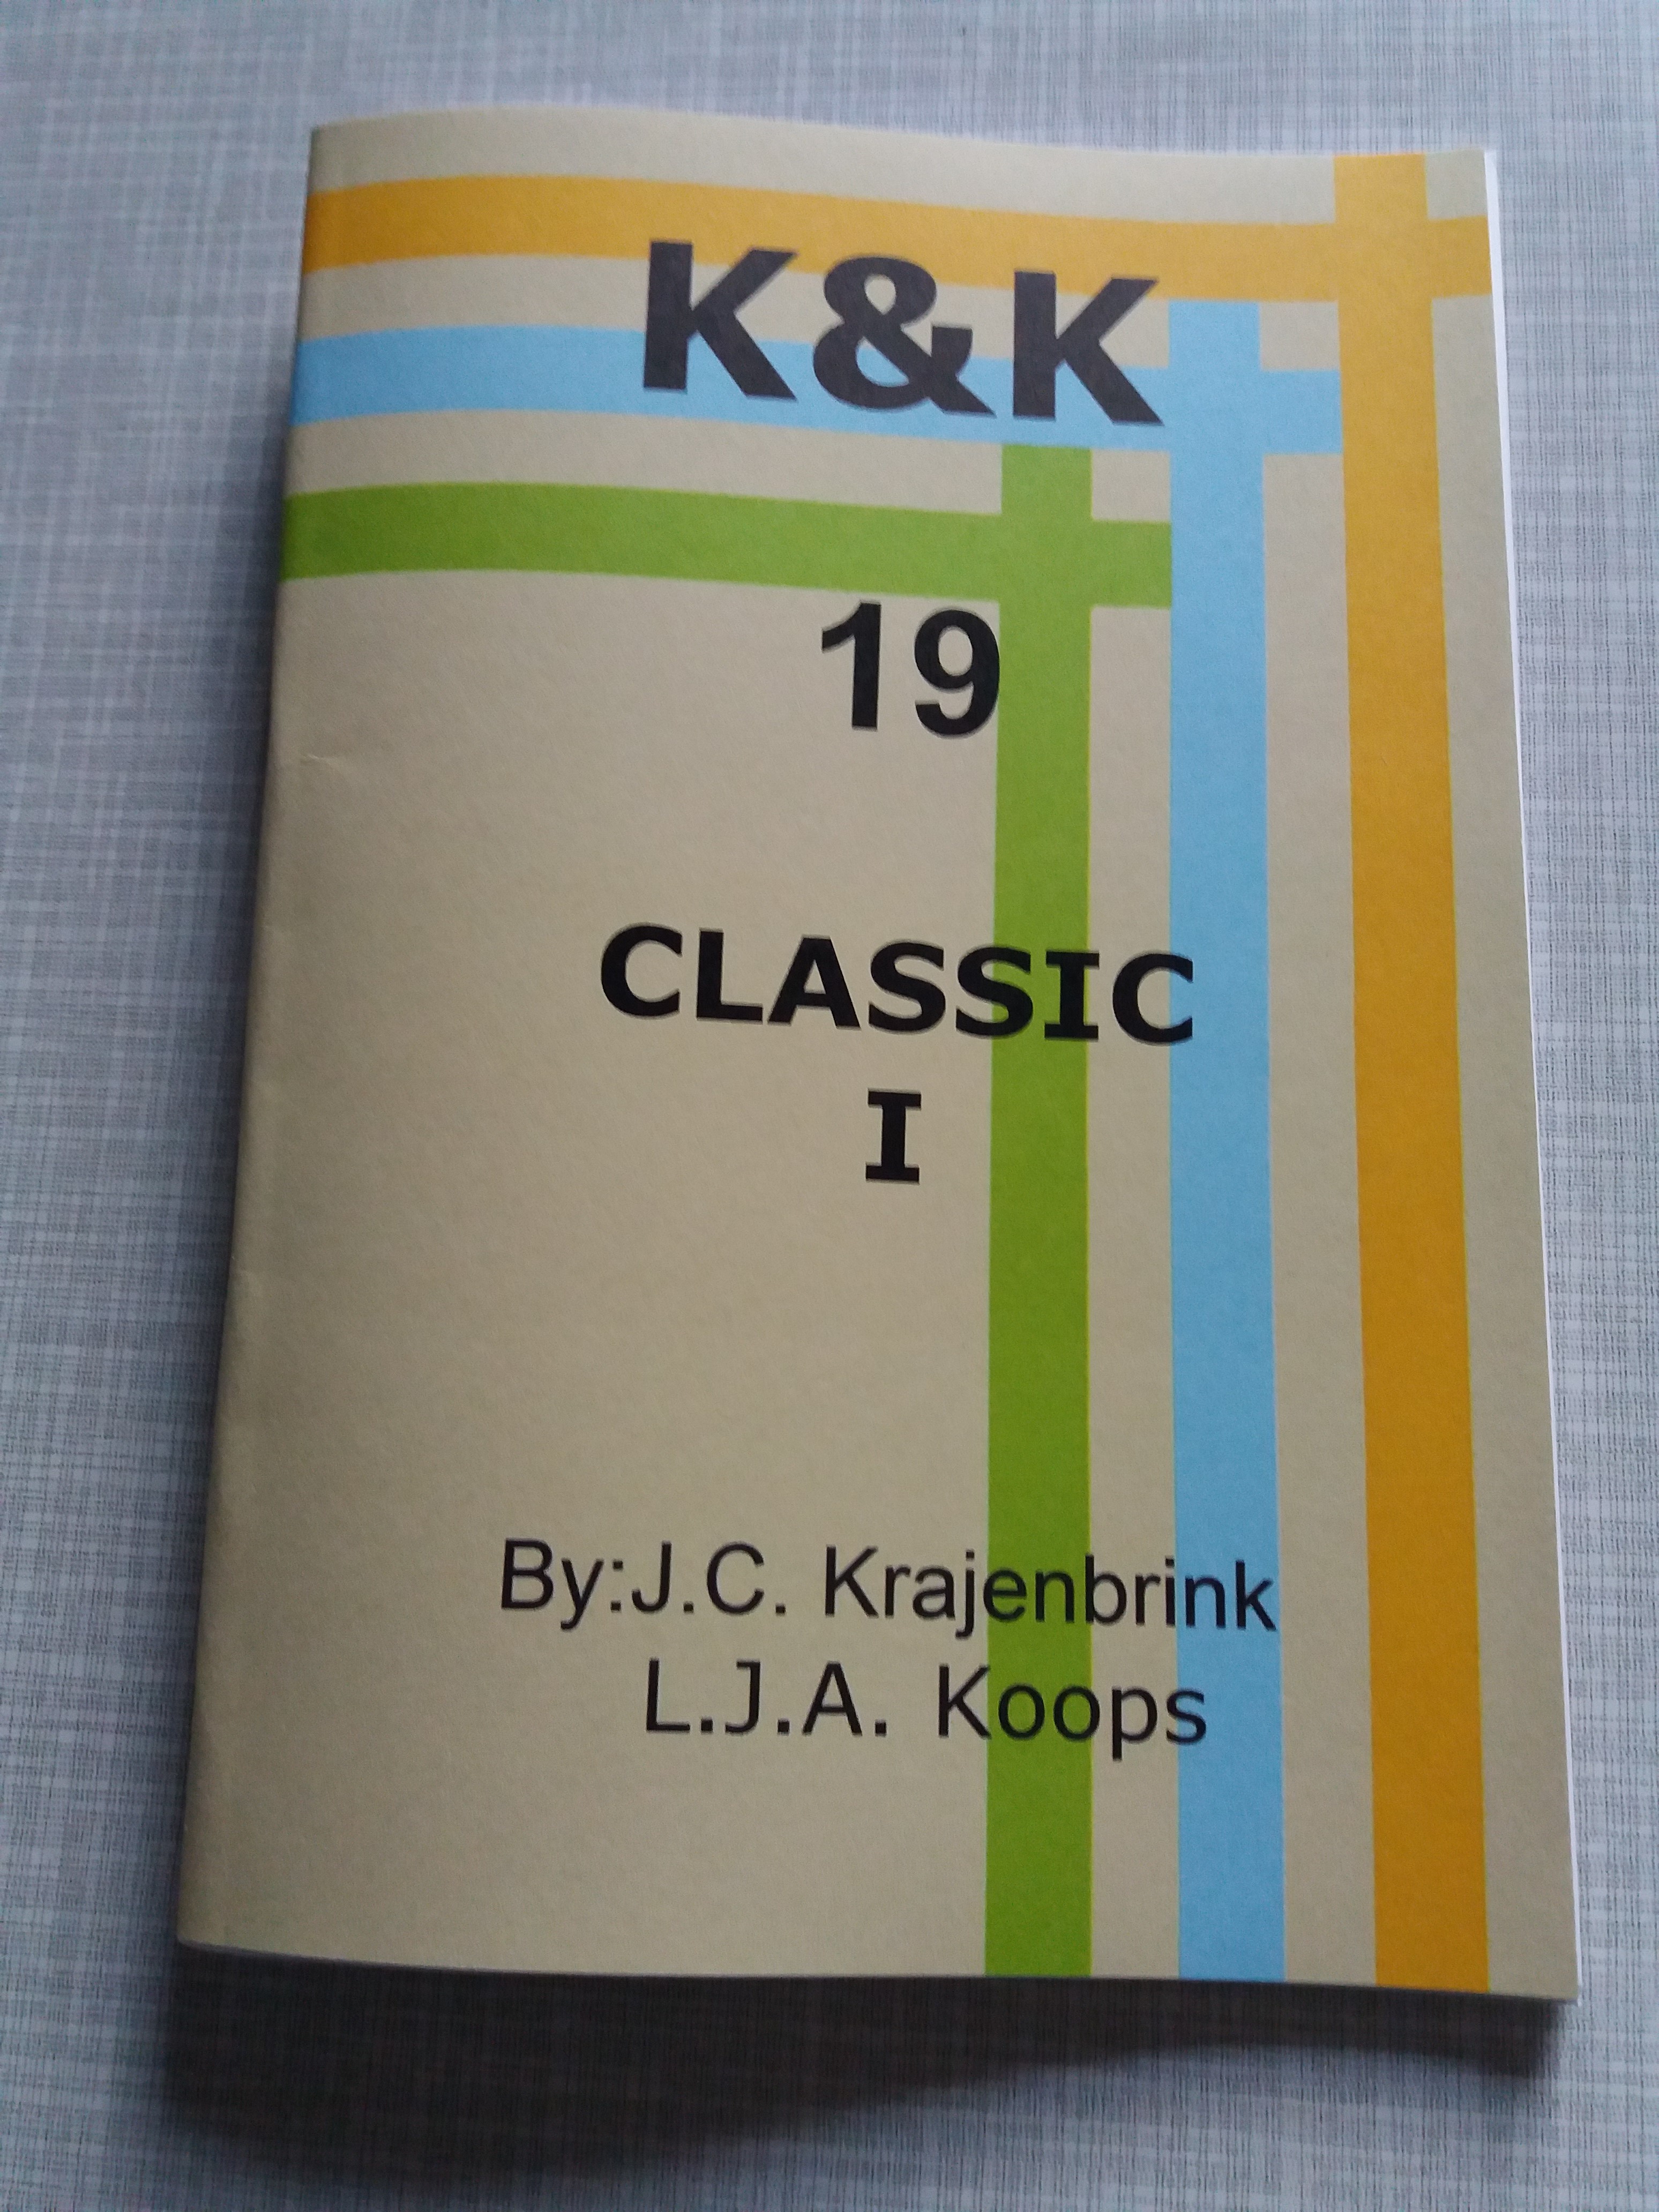 K&K
19
CLASSIC
I
By:J.C. Krajenbrink
L.J.A. Koops